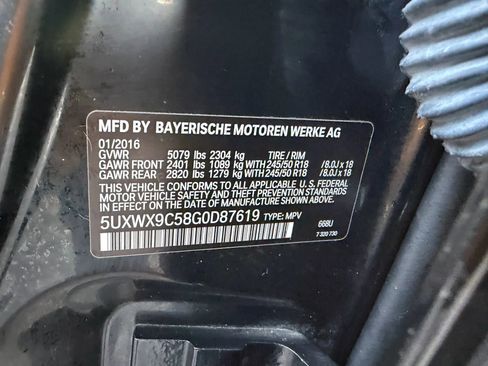 MFD BY BAYERISCHE MOTOREN WERKE AG
01/2016
GVWR 5079 lbs 2304 kg TIRE / RIM
GAWR FRONT 2401 lbs 1089 kg WITH 245/50 R18 / 8.0J x 18
GAWR REAR 2820 lbs 1279 kg WITH 245/50 R18 / 8.0J x 18
THIS VEHICLE CONFORMS TO ALL APPLICABLE U.S. FEDERAL
MOTOR VEHICLE SAFETY AND THEFT PREVENTION STANDARDS
IN EFFECT ON THE DATE OF MANUFACTURE SHOWN ABOVE.
5UXWX9C58G0D87619 TYPE: MPV
668U
7 320 730